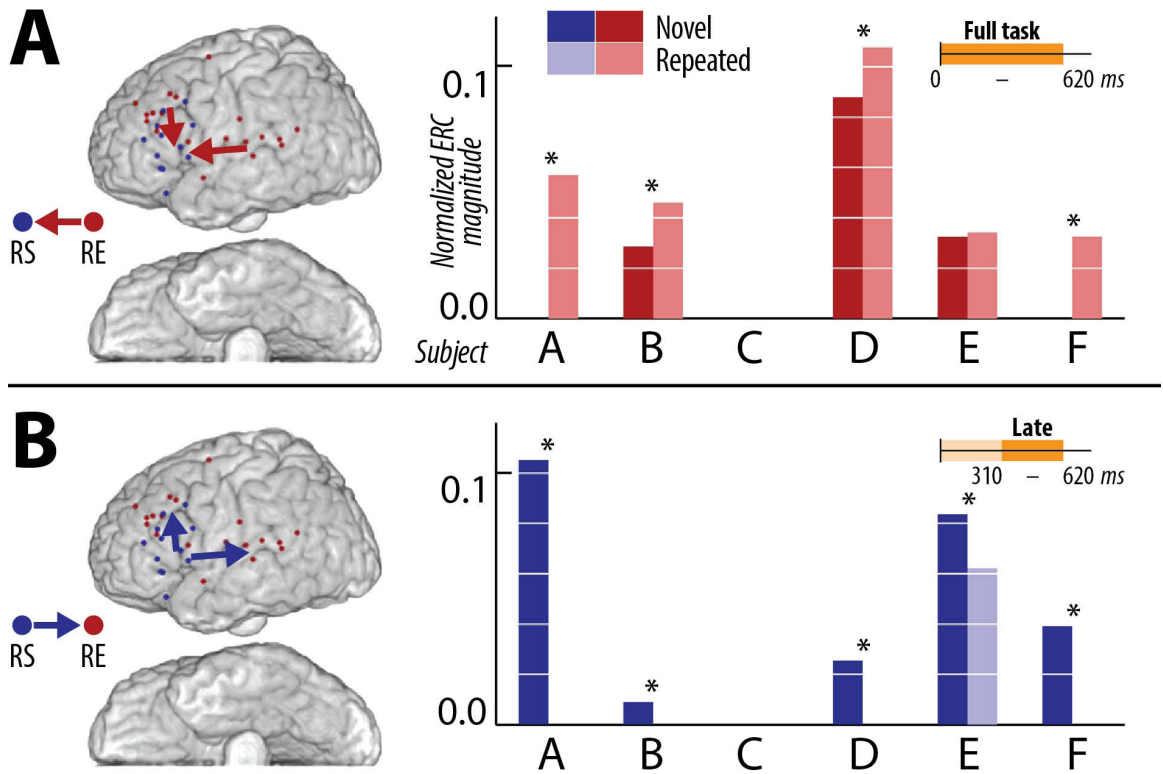 A
Novel
Repeated
Full task
0 – 620 ms
Normalized ERC
magnitude
0.1
0.0
* * * *
RS RE
Subject A B C D E F
B
Late
310 – 620 ms
0.1
0.0
* * * * *
RS RE
A B C D E F